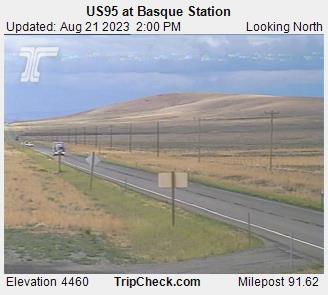 US95 at Basque Station
Updated: Aug 21 2023 2:00 PM Looking North
Elevation 4460 TripCheck.com Milepost 91.62